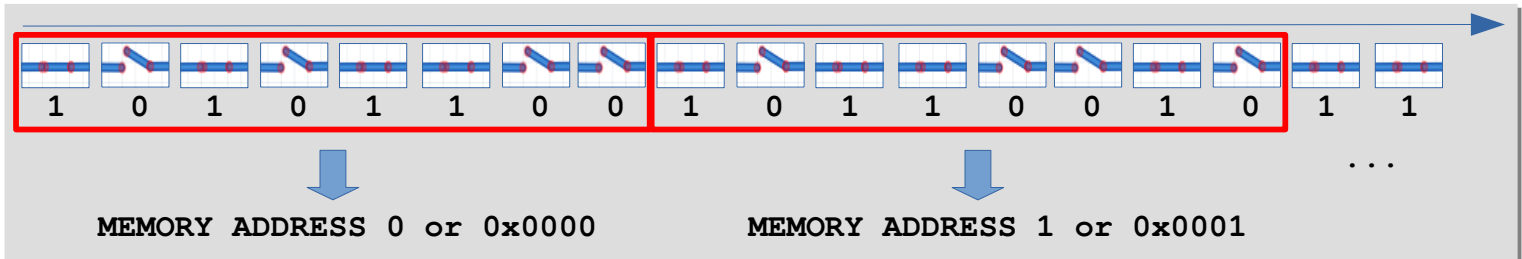 1 0 1 0 1 1 0 0 1 0 1 1 0 0 1 0 1 1
...
MEMORY ADDRESS 0 or 0x0000 MEMORY ADDRESS 1 or 0x0001